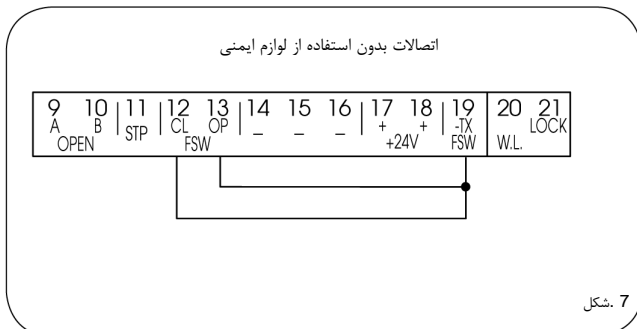 اتصالات بدون استفاده از لوازم ایمنی
9 10 11 12 13 14 15 16 17 18 19 20 21
A B STP CL OP – – – + + -TX LOCK
OPEN FSW +24V FSW W.L.
شکل. 7